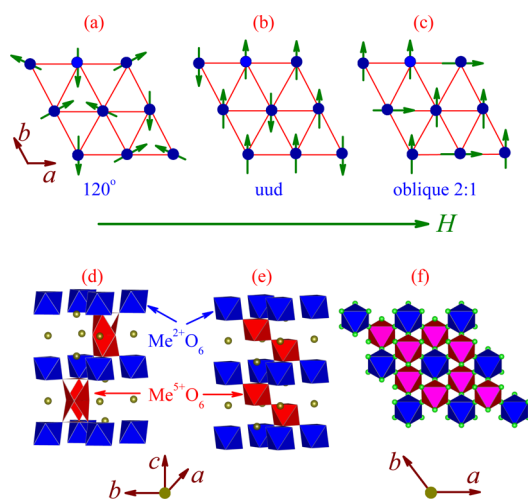 (a) (b) (c)
b
a
120° uud oblique 2:1
H
(d) (e) (f)
Me²⁺O₆
Me⁵⁺O₆
c
b a
b
a